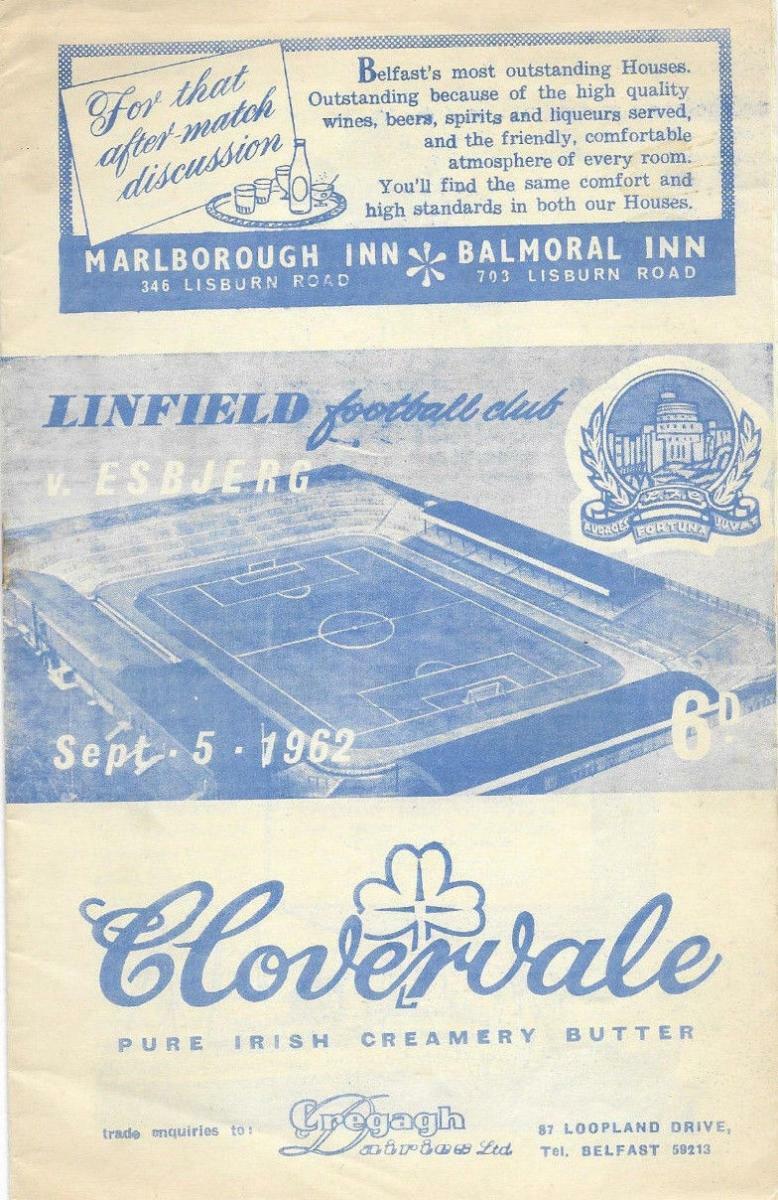 For that
after-match
discussion
Belfast's most outstanding Houses.
Outstanding because of the high quality
wines, beers, spirits and liqueurs served,
and the friendly, comfortable
atmosphere of every room.
You'll find the same comfort and
high standards in both our Houses.
MARLBOROUGH INN * BALMORAL INN
346 LISBURN ROAD 703 LISBURN ROAD
LINFIELD football club
v. ESBJERG
AUDACES FORTUNA JUVAT
Sept · 5 · 1962
6D
Clovervale
PURE IRISH CREAMERY BUTTER
trade enquiries to: Cregagh Dairies Ltd
87 LOOPLAND DRIVE,
Tel. BELFAST 59213